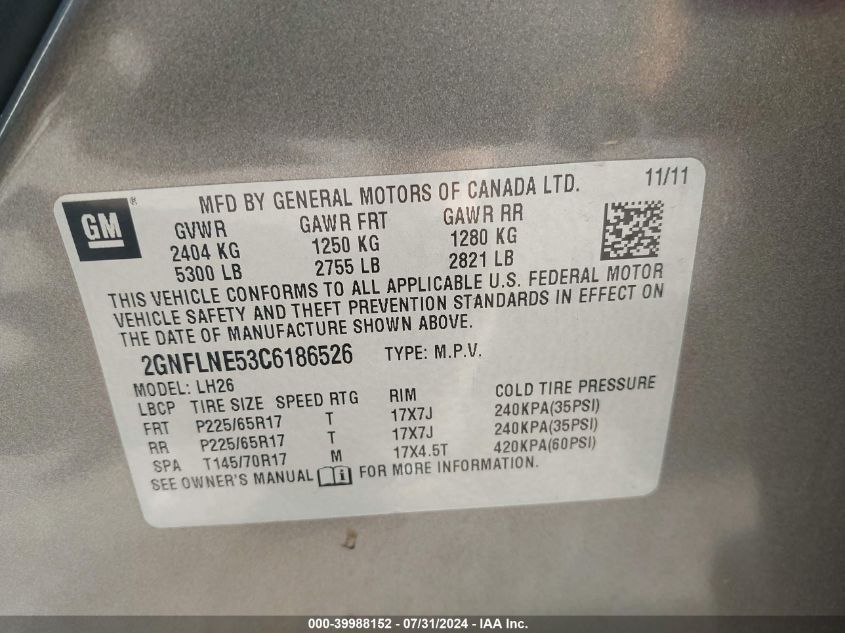 GM ® MFD BY GENERAL MOTORS OF CANADA LTD. 11/11
GVWR GAWR FRT GAWR RR
2404 KG 1250 KG 1280 KG
5300 LB 2755 LB 2821 LB
THIS VEHICLE CONFORMS TO ALL APPLICABLE U.S. FEDERAL MOTOR
VEHICLE SAFETY AND THEFT PREVENTION STANDARDS IN EFFECT ON
THE DATE OF MANUFACTURE SHOWN ABOVE.
2GNFLNE53C6186526 TYPE: M.P.V.
MODEL: LH26
LBCP TIRE SIZE SPEED RTG RIM COLD TIRE PRESSURE
FRT P225/65R17 T 17X7J 240KPA(35PSI)
RR P225/65R17 T 17X7J 240KPA(35PSI)
SPA T145/70R17 M 17X4.5T 420KPA(60PSI)
SEE OWNER'S MANUAL i FOR MORE INFORMATION.
000-39988152 - 07/31/2024 - IAA Inc.